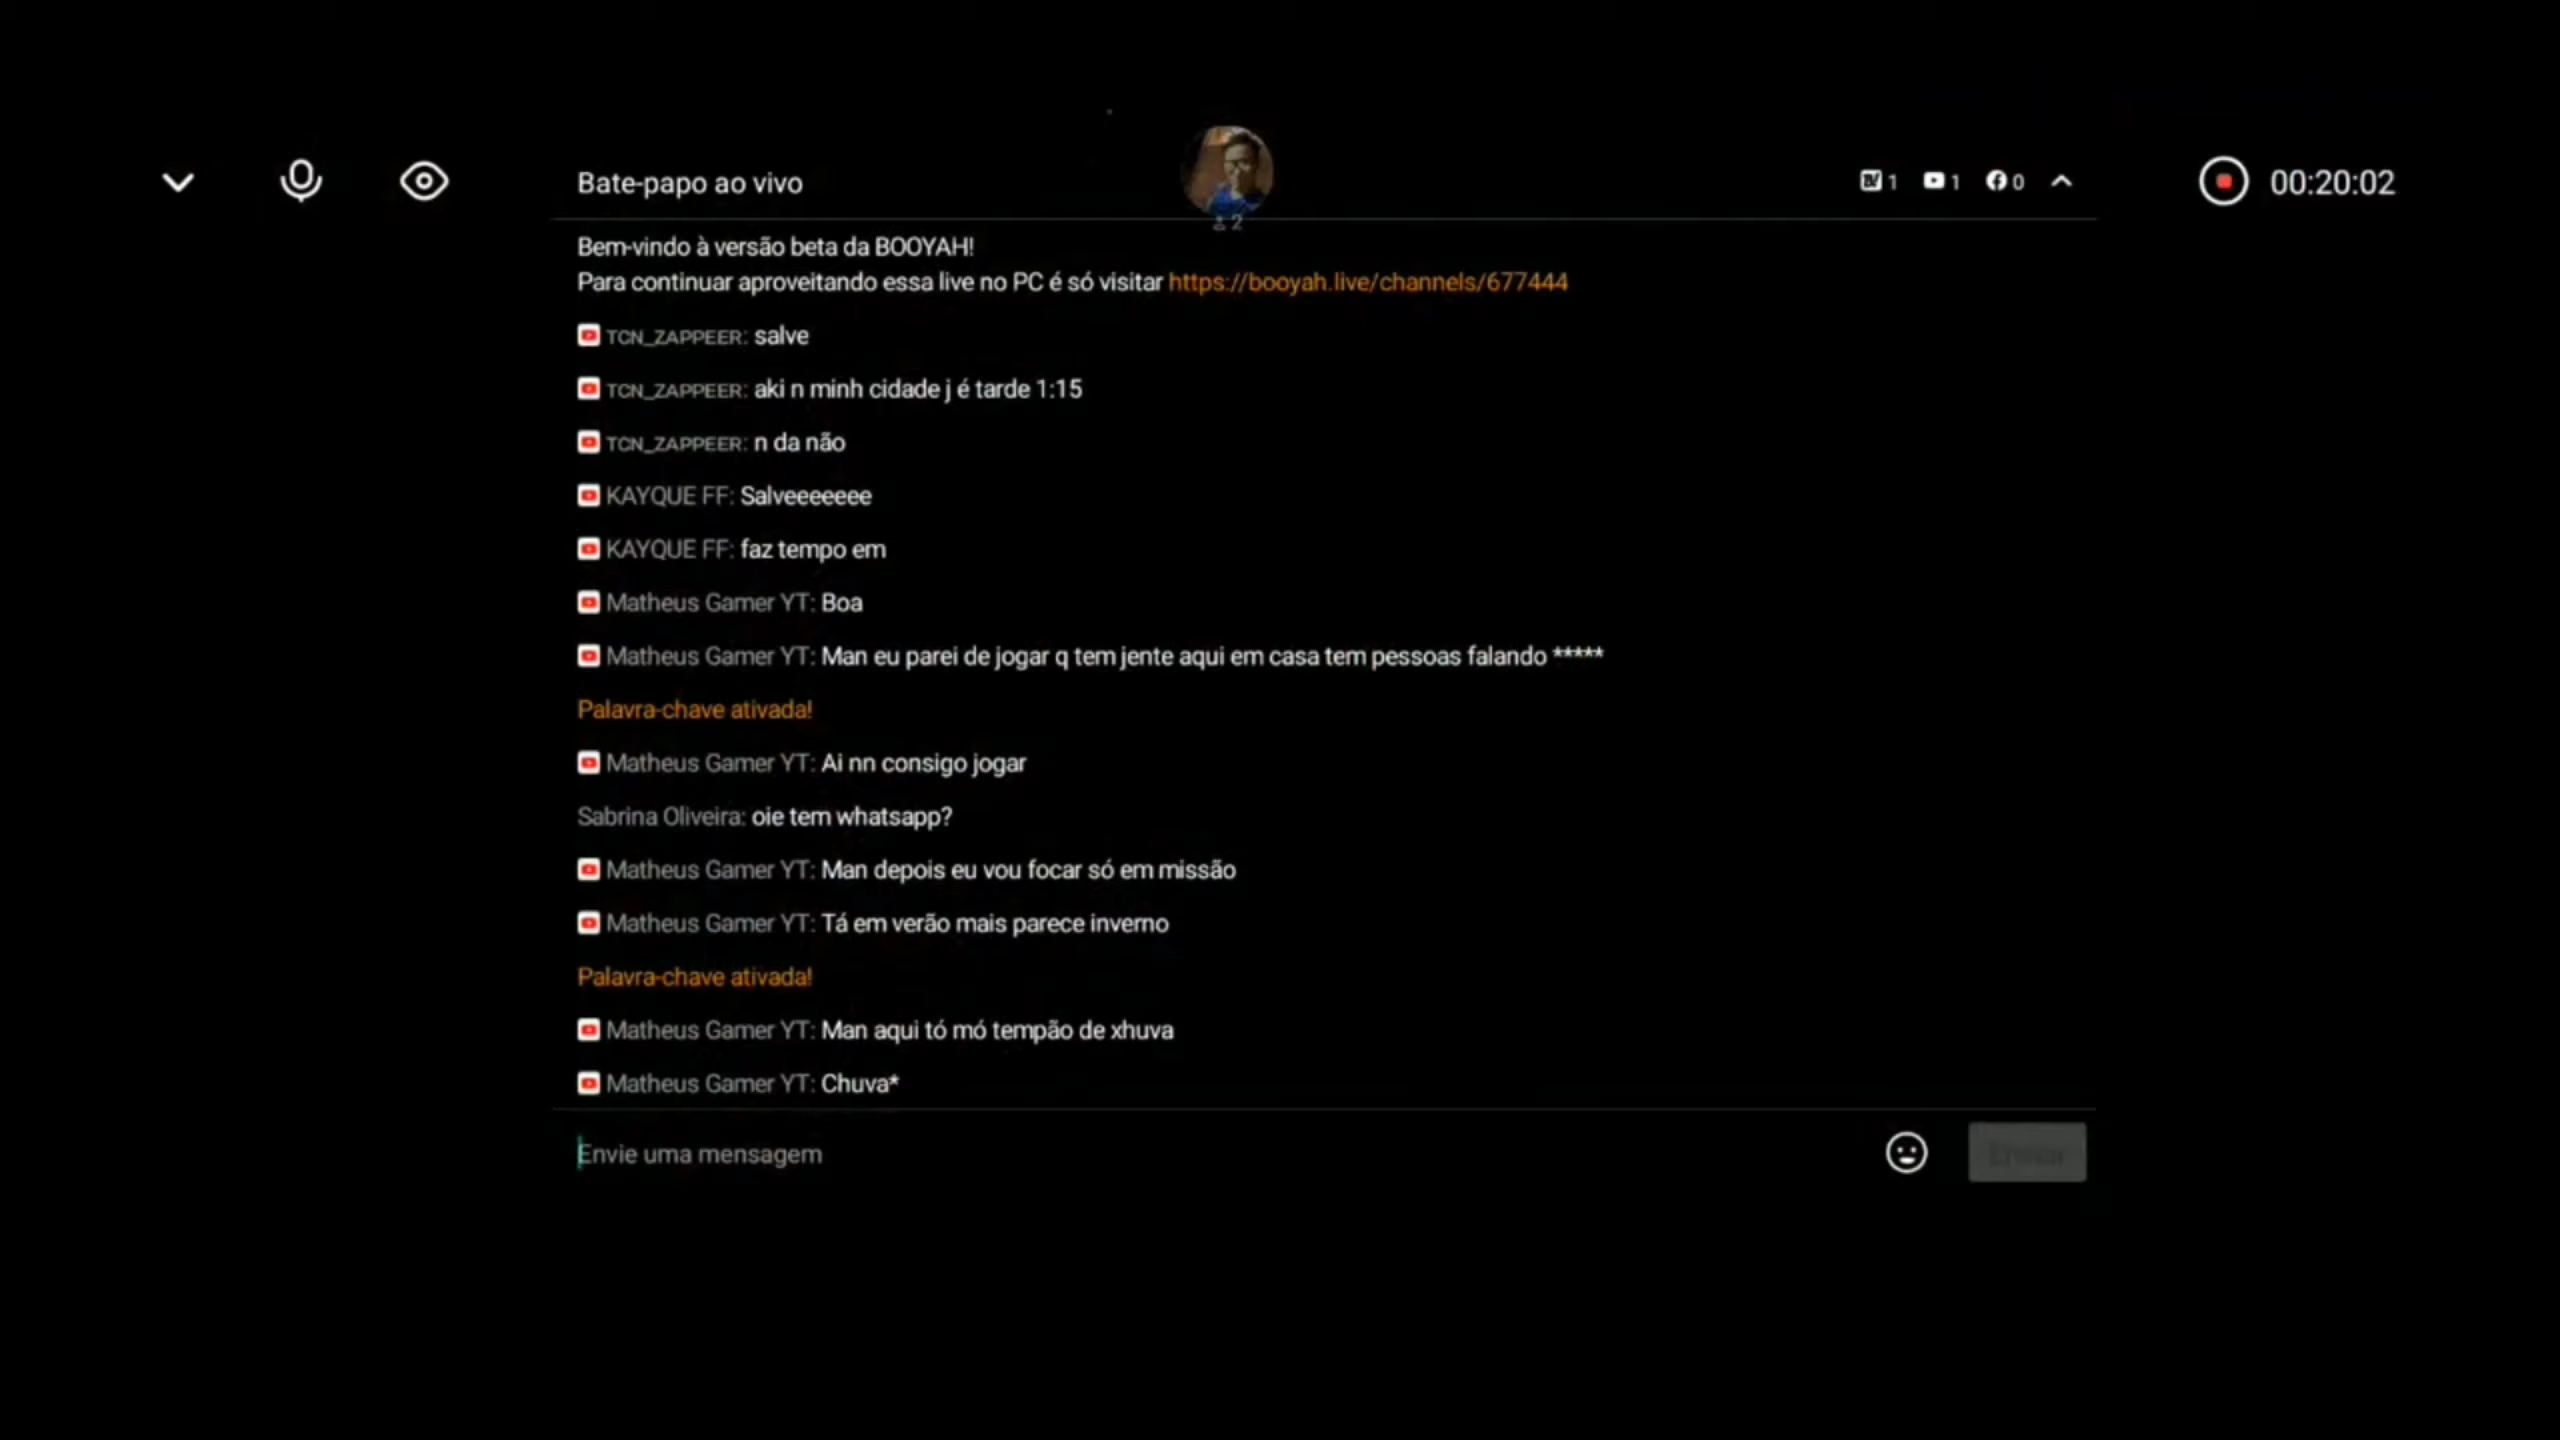 Bate-papo ao vivo
1 1 0
00:20:02
2
Bem-vindo à versão beta da BOOYAH!
Para continuar aproveitando essa live no PC é só visitar https://booyah.live/channels/677444
TCN_ZAPPEER: salve
TCN_ZAPPEER: aki n minh cidade j é tarde 1:15
TCN_ZAPPEER: n da não
KAYQUE FF: Salveeeeeee
KAYQUE FF: faz tempo em
Matheus Gamer YT: Boa
Matheus Gamer YT: Man eu parei de jogar q tem jente aqui em casa tem pessoas falando *****
Palavra-chave ativada!
Matheus Gamer YT: Ai nn consigo jogar
Sabrina Oliveira: oie tem whatsapp?
Matheus Gamer YT: Man depois eu vou focar só em missão
Matheus Gamer YT: Tá em verão mais parece inverno
Palavra-chave ativada!
Matheus Gamer YT: Man aqui tó mó tempão de xhuva
Matheus Gamer YT: Chuva*
Envie uma mensagem